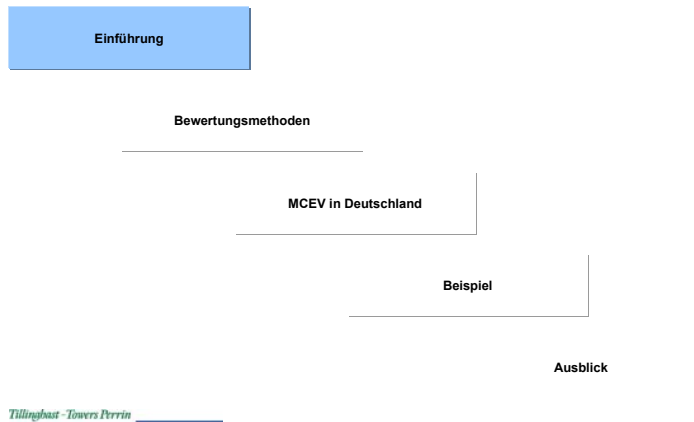 Einführung
Bewertungsmethoden
MCEV in Deutschland
Beispiel
Ausblick
Tillinghast - Towers Perrin